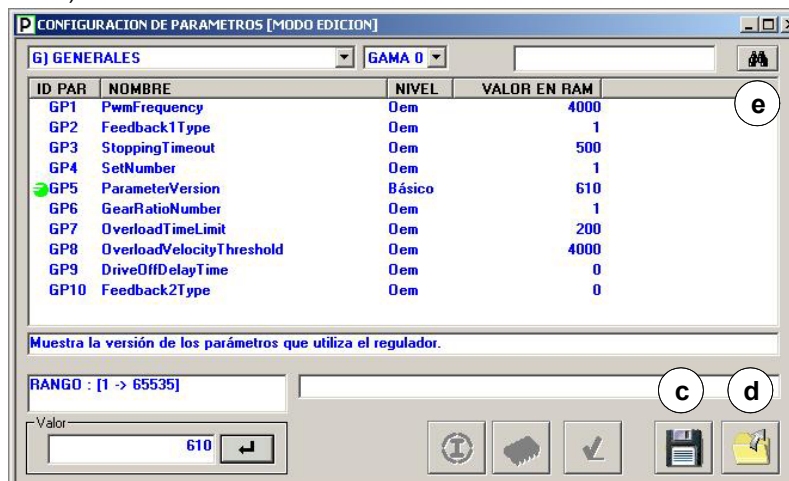 P CONFIGURACION DE PARAMETROS [MODO EDICION]
G) GENERALES GAMA 0
ID PAR NOMBRE NIVEL VALOR EN RAM
e
GP1 PwmFrequency Oem 4000
GP2 Feedback1Type Oem 1
GP3 StoppingTimeout Oem 500
GP4 SetNumber Oem 1
GP5 ParameterVersion Básico 610
GP6 GearRatioNumber Oem 1
GP7 OverloadTimeLimit Oem 200
GP8 OverloadVelocityThreshold Oem 4000
GP9 DriveOffDelayTime Oem 0
GP10 Feedback2Type Oem 0
Muestra la versión de los parámetros que utiliza el regulador.
RANGO : [1 -> 65535]
c d
Valor
610